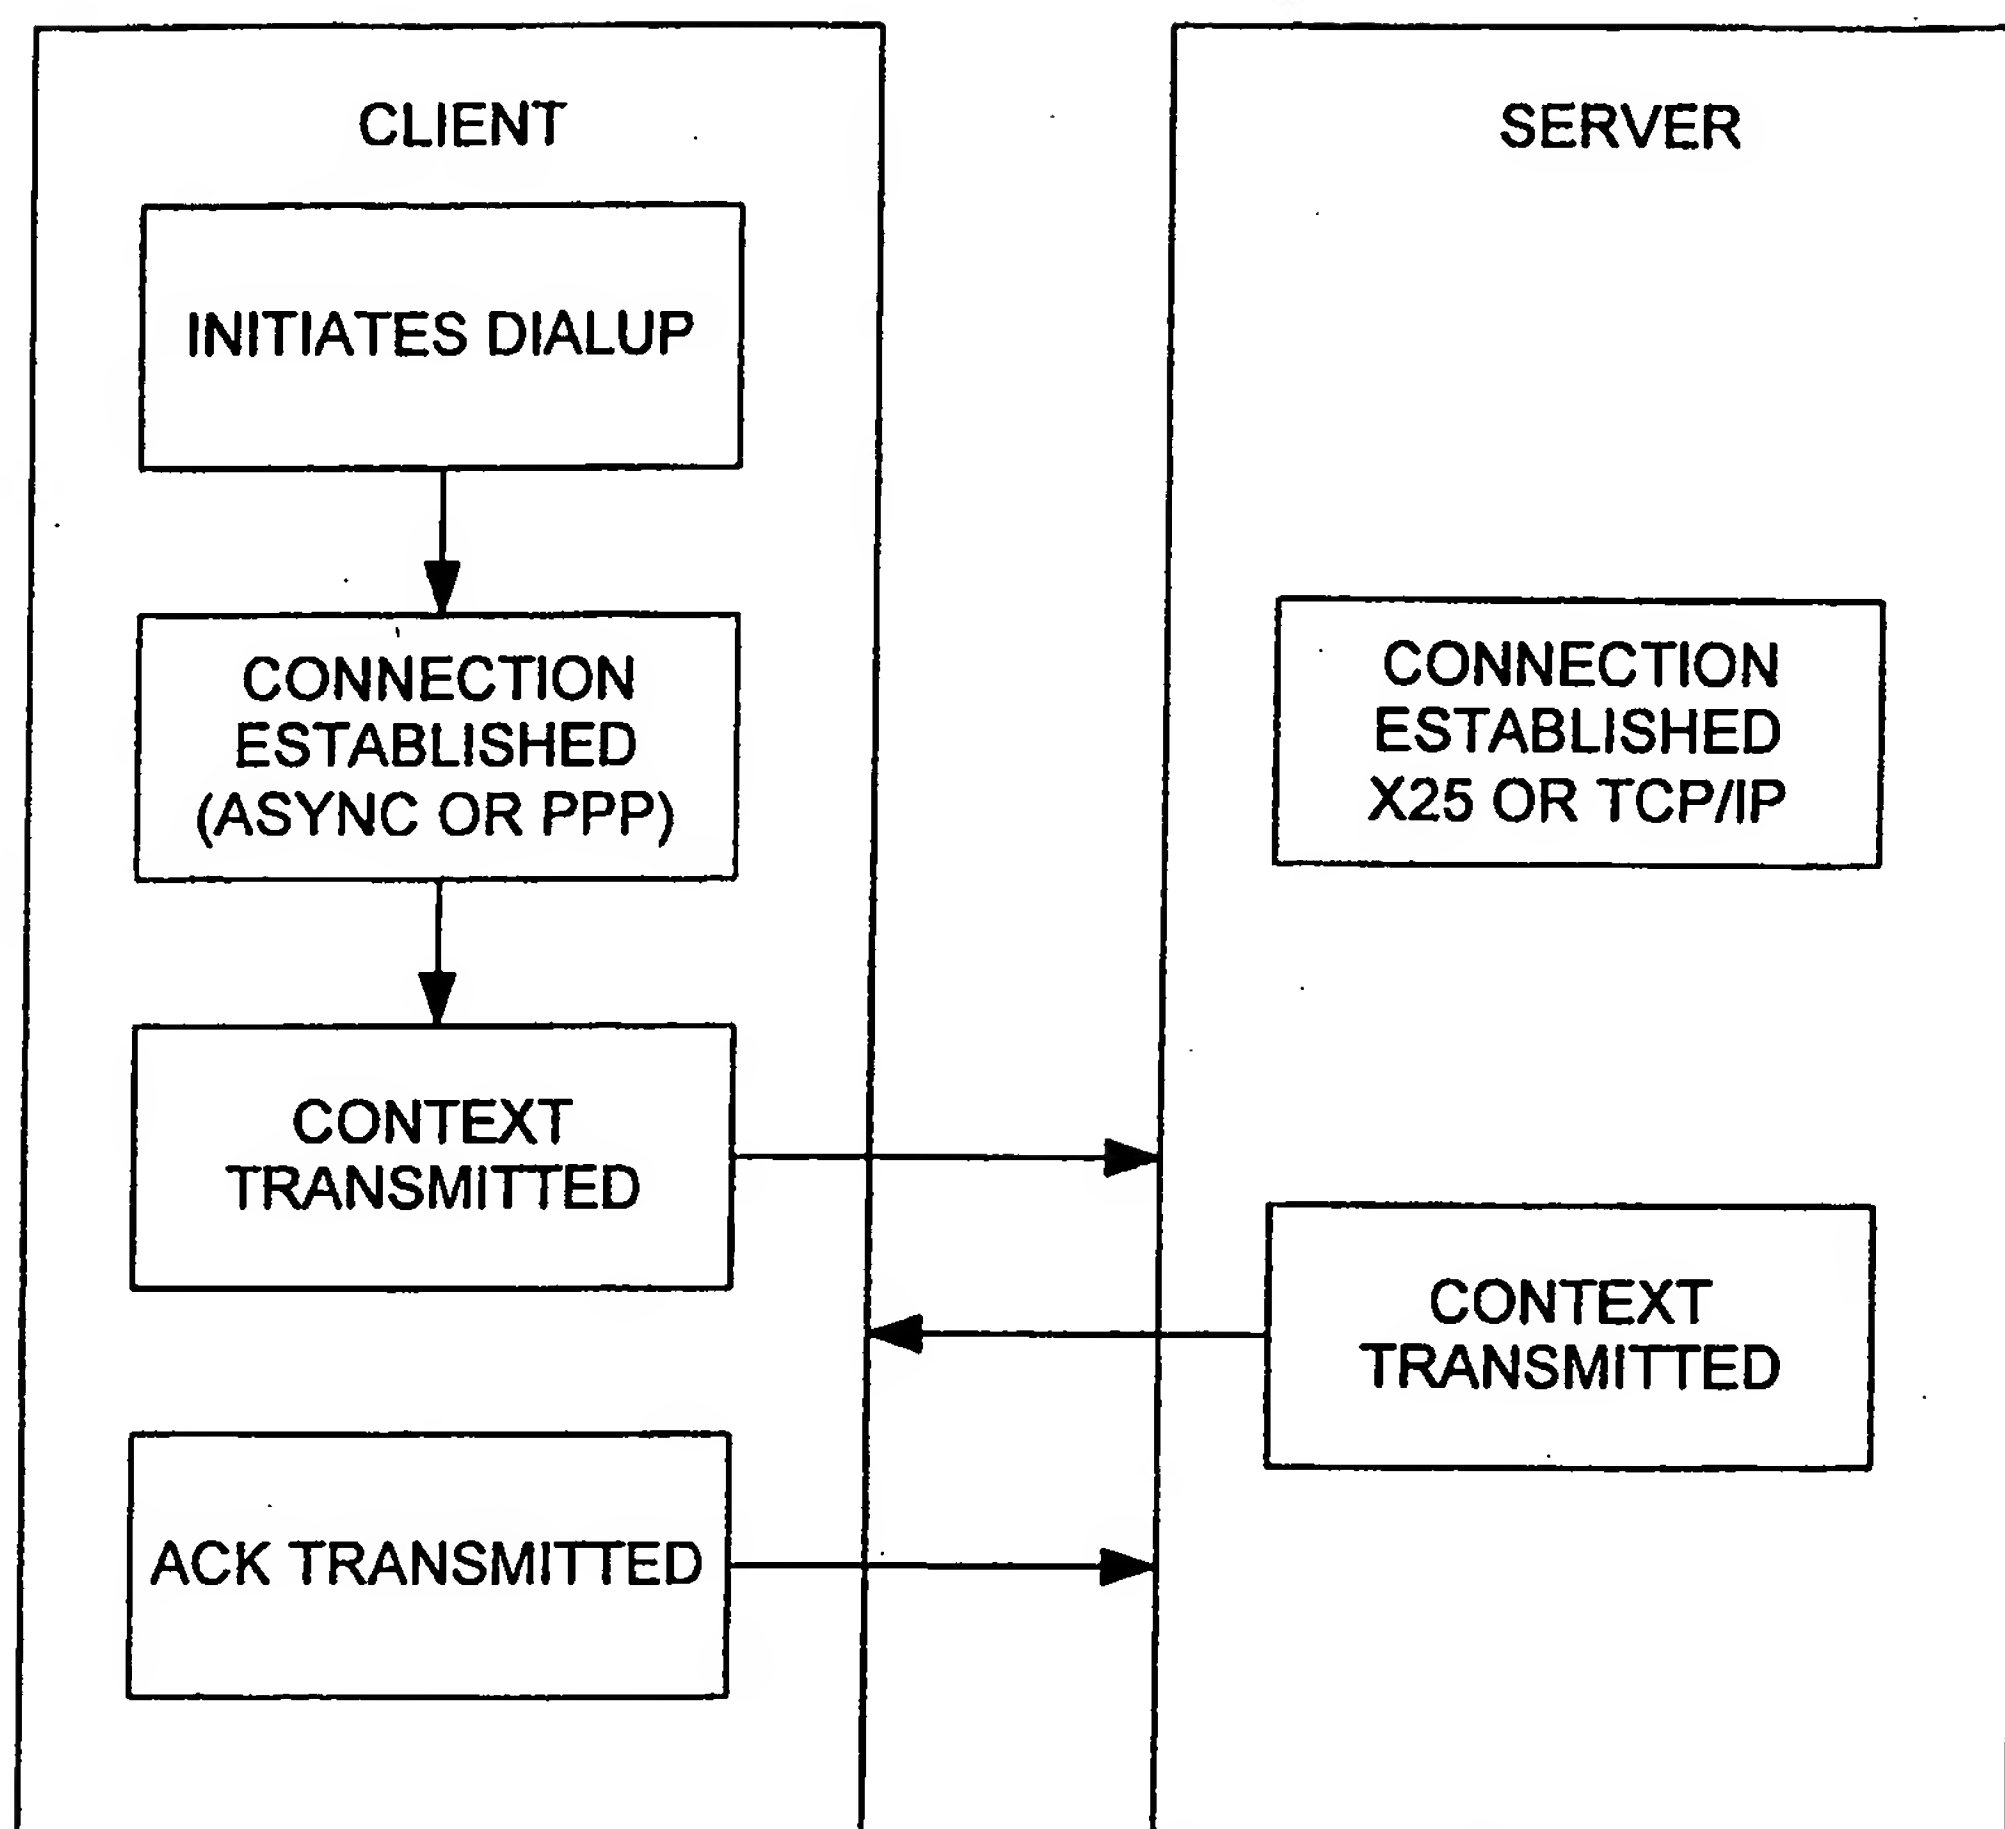 CLIENT
INITIATES DIALUP
CONNECTION
ESTABLISHED
(ASYNC OR PPP)
CONTEXT
TRANSMITTED
ACK TRANSMITTED
SERVER
CONNECTION
ESTABLISHED
X25 OR TCP/IP
CONTEXT
TRANSMITTED